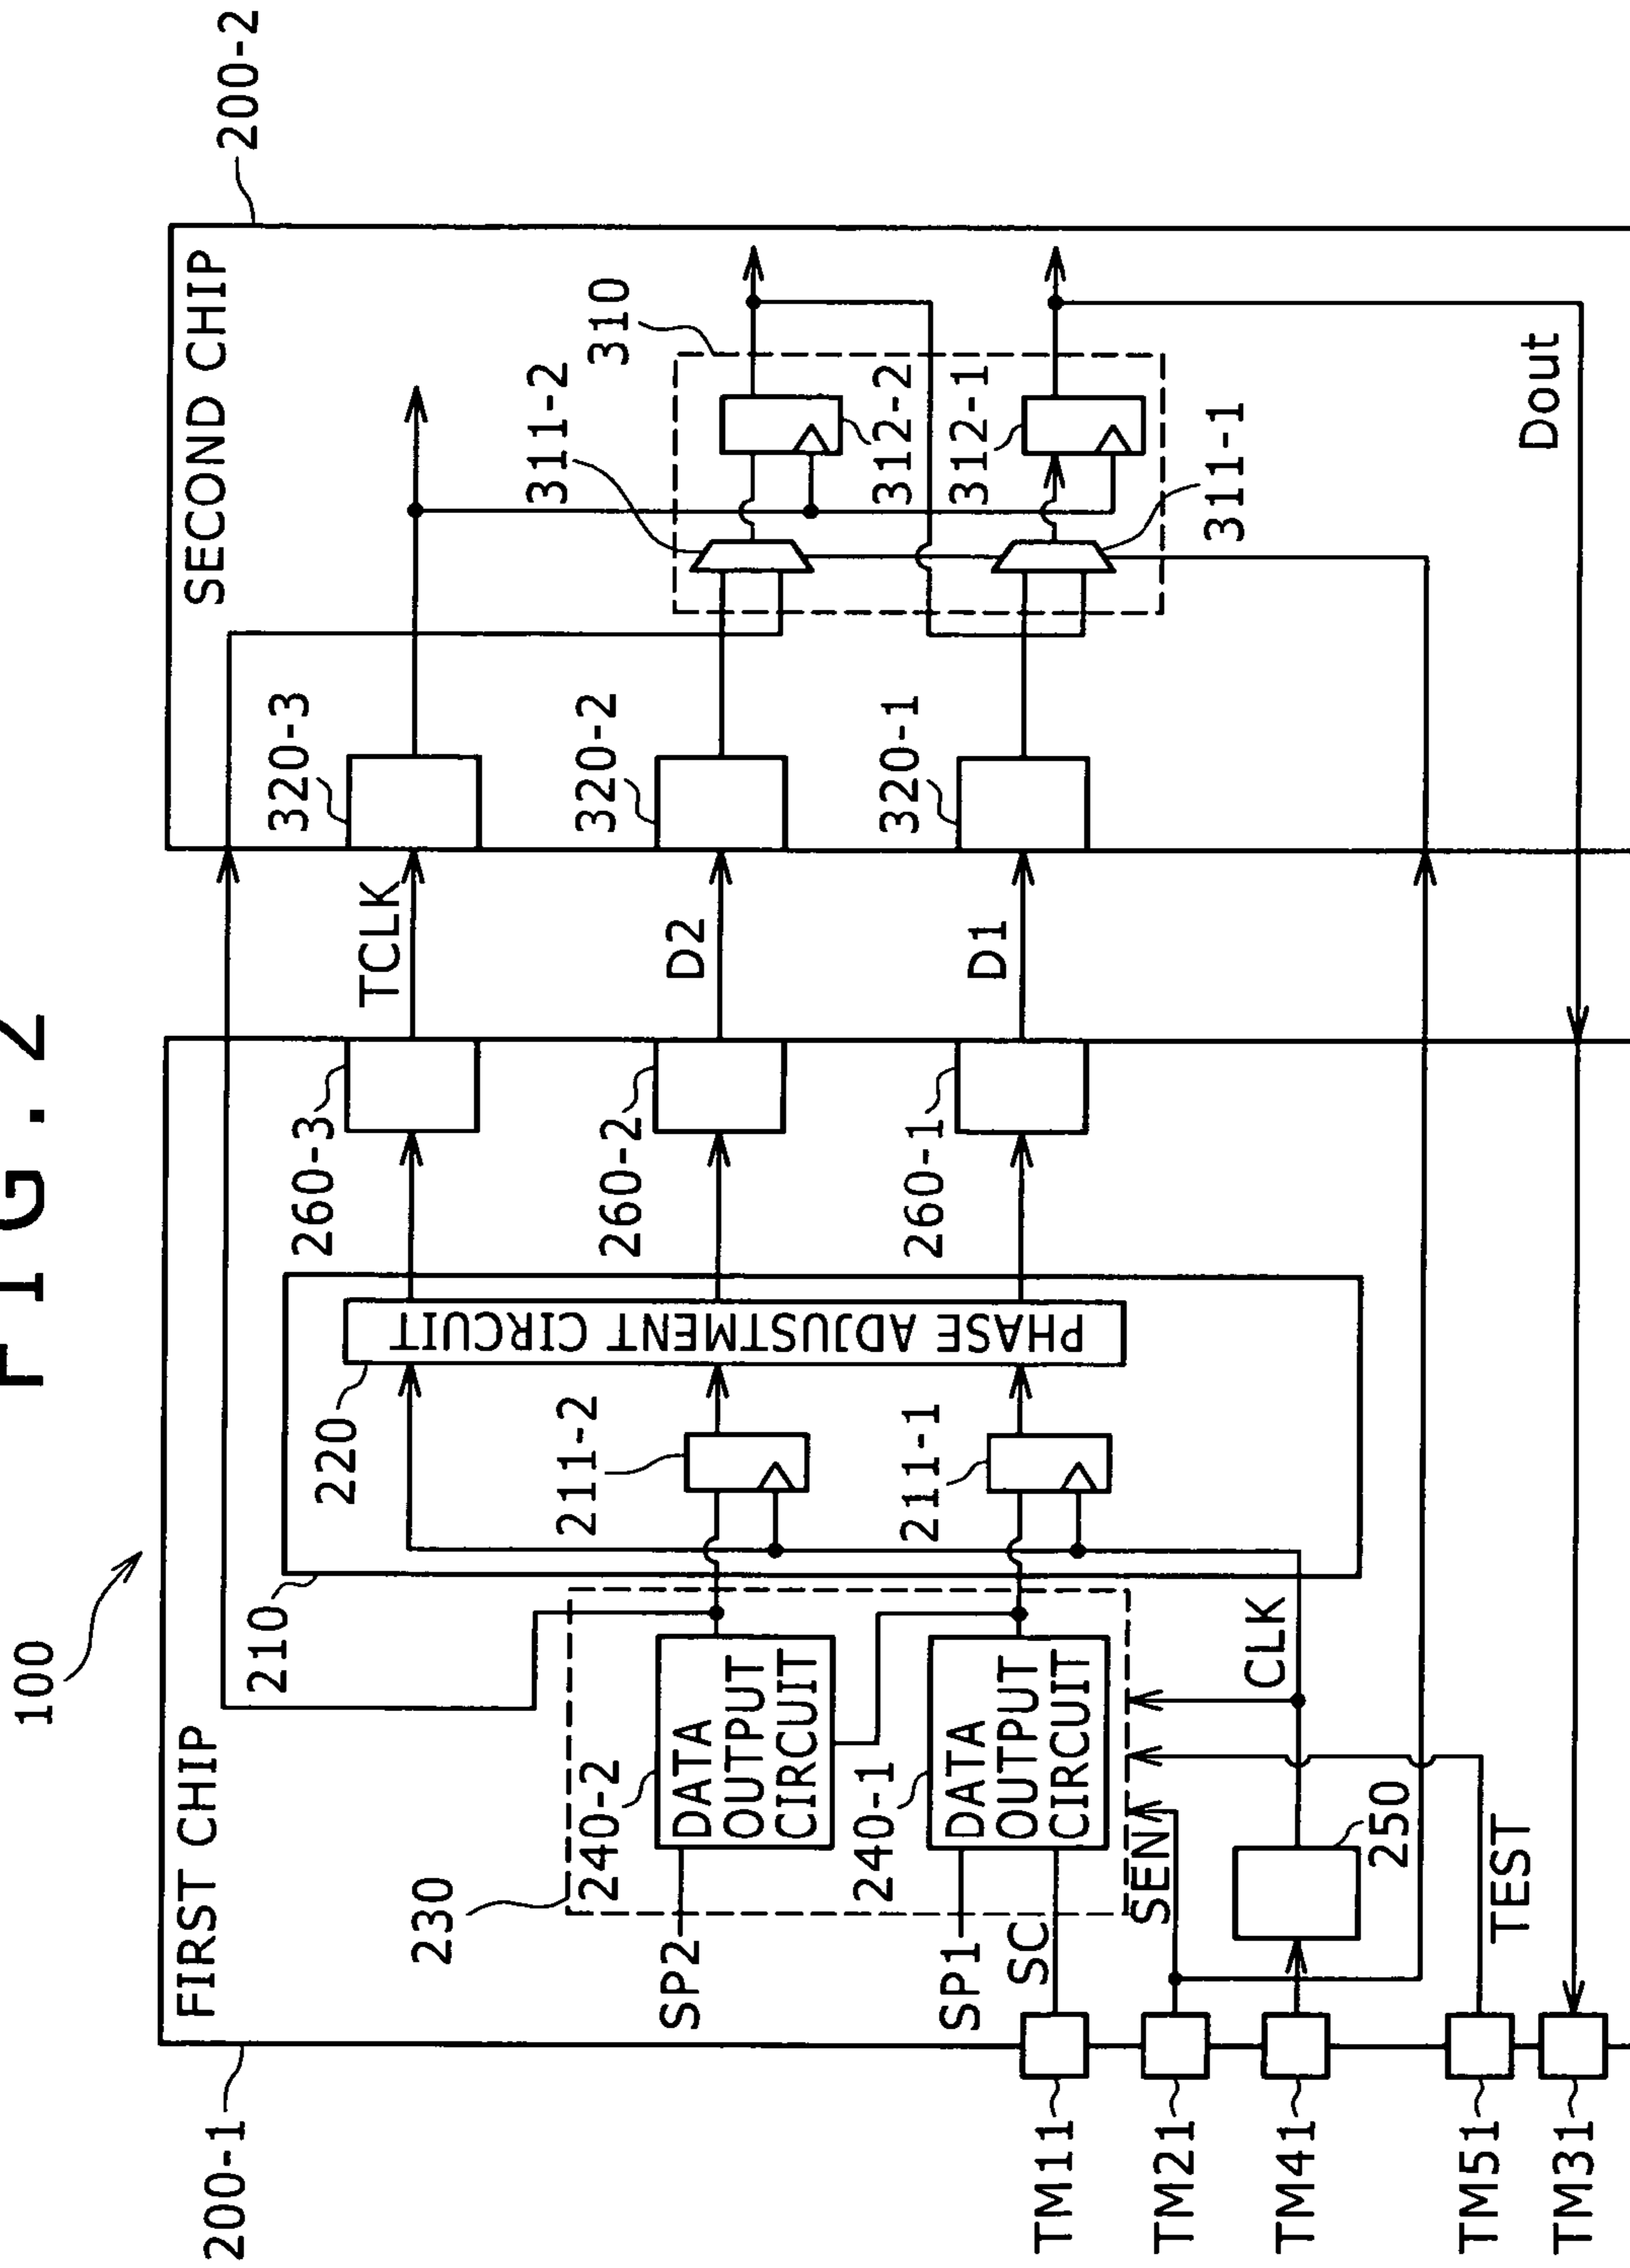 FIG.2
100
200-1
FIRST CHIP
200-2
SECOND CHIP
210
220
PHASE ADJUSTMENT CIRCUIT
211-2
211-1
230
240-2
DATA
OUTPUT
CIRCUIT
240-1
DATA
OUTPUT
CIRCUIT
SP2
SP1
SC
SEN
CLK
250
TEST
TM11
TM21
TM41
TM51
TM31
260-3
260-2
260-1
TCLK
D2
D1
320-3
320-2
320-1
310
311-2
312-2
312-1
311-1
Dout